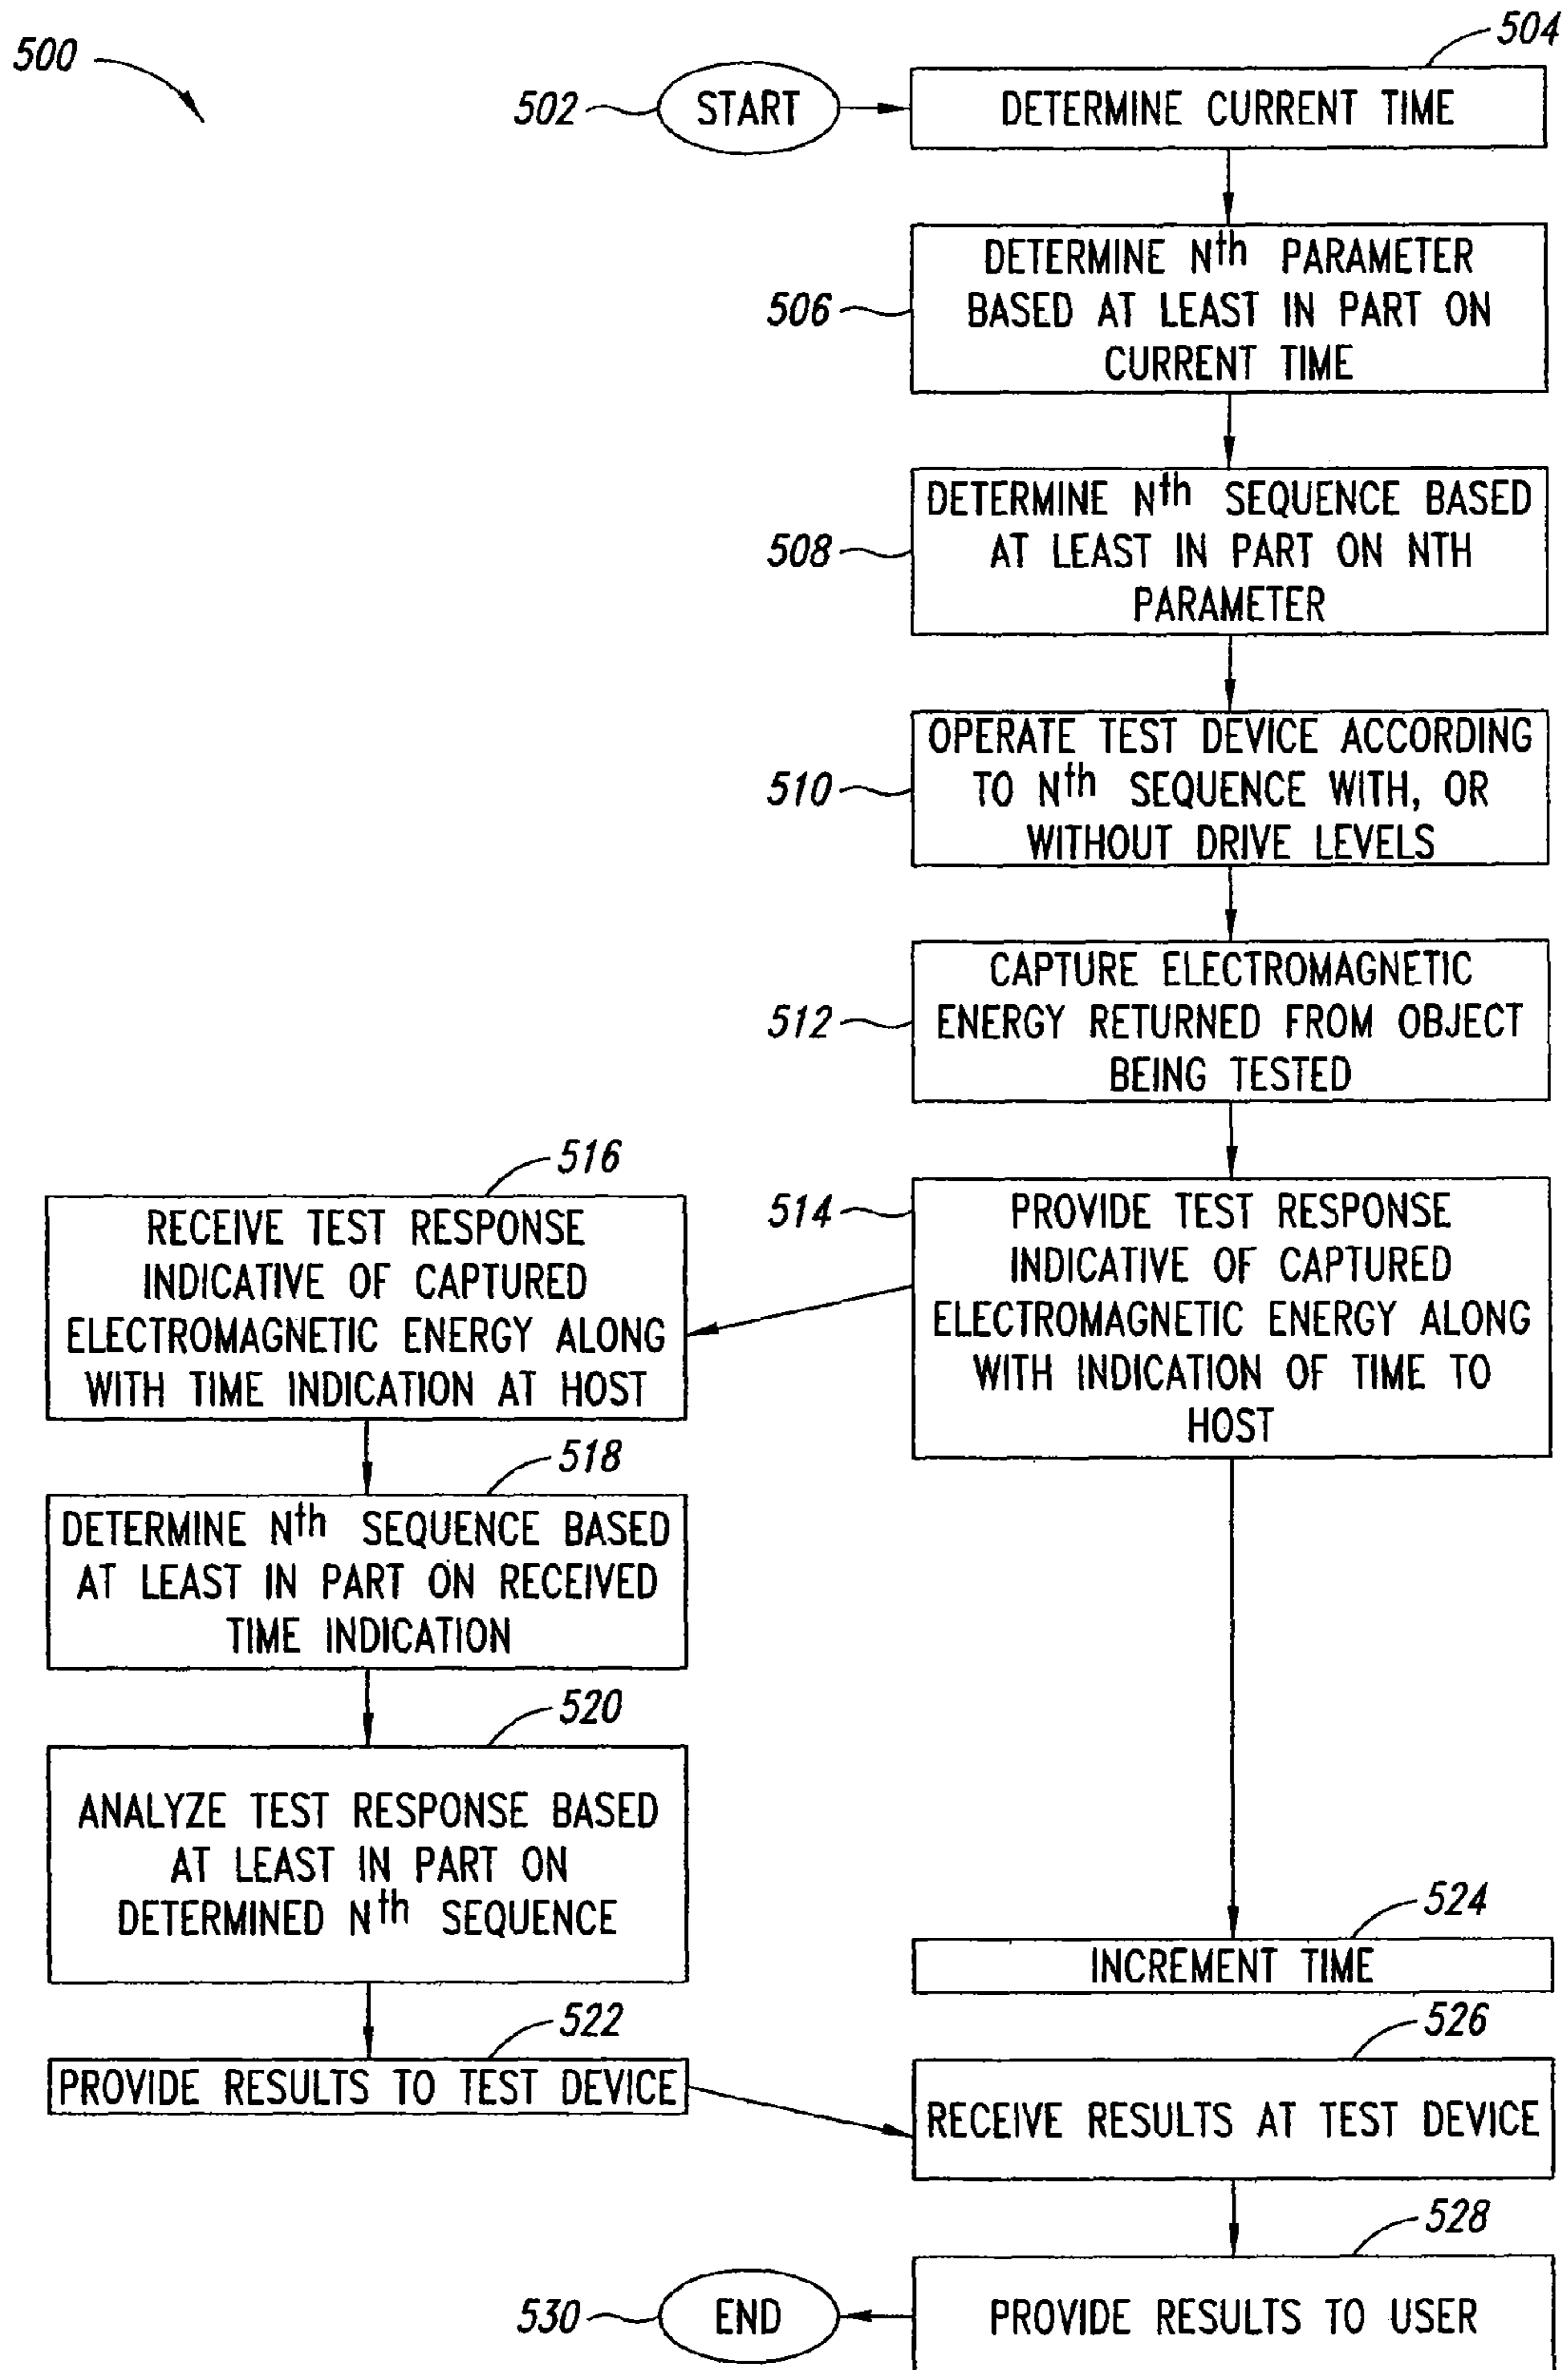 500
502
START
504
DETERMINE CURRENT TIME
506
DETERMINE Nth PARAMETER
BASED AT LEAST IN PART ON
CURRENT TIME
508
DETERMINE Nth SEQUENCE BASED
AT LEAST IN PART ON NTH
PARAMETER
510
OPERATE TEST DEVICE ACCORDING
TO Nth SEQUENCE WITH, OR
WITHOUT DRIVE LEVELS
512
CAPTURE ELECTROMAGNETIC
ENERGY RETURNED FROM OBJECT
BEING TESTED
514
PROVIDE TEST RESPONSE
INDICATIVE OF CAPTURED
ELECTROMAGNETIC ENERGY ALONG
WITH INDICATION OF TIME TO
HOST
516
RECEIVE TEST RESPONSE
INDICATIVE OF CAPTURED
ELECTROMAGNETIC ENERGY ALONG
WITH TIME INDICATION AT HOST
518
DETERMINE Nth SEQUENCE BASED
AT LEAST IN PART ON RECEIVED
TIME INDICATION
520
ANALYZE TEST RESPONSE BASED
AT LEAST IN PART ON
DETERMINED Nth SEQUENCE
522
PROVIDE RESULTS TO TEST DEVICE
524
INCREMENT TIME
526
RECEIVE RESULTS AT TEST DEVICE
528
PROVIDE RESULTS TO USER
530
END